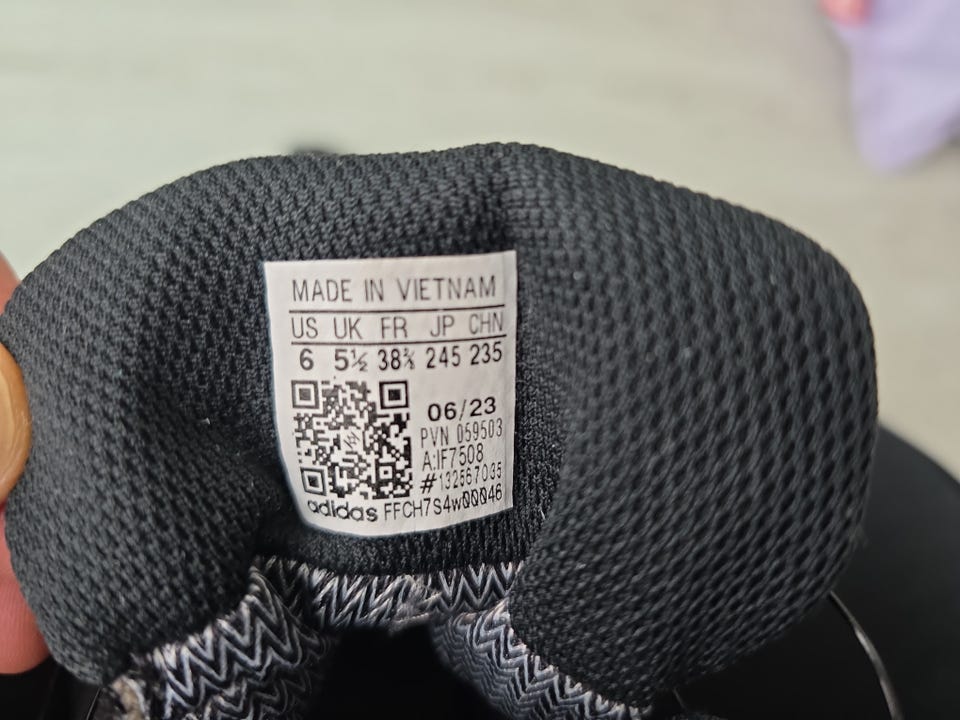 MADE IN VIETNAM
US UK FR JP CHN
6 5½ 38⅔ 245 235
06/23
PVN 059503
A:IF7508
#132567035
adidas FFCH7S4w00046